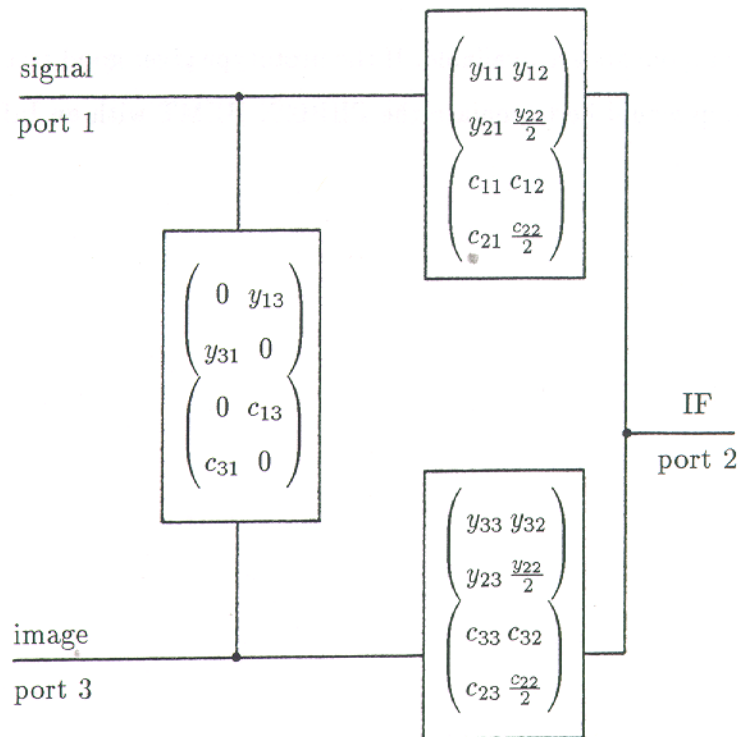 signal
port 1
y11 y12
y21 y22/2
c11 c12
c21 c22/2
0 y13
y31 0
0 c13
c31 0
IF
port 2
y33 y32
y23 y22/2
c33 c32
c23 c22/2
image
port 3